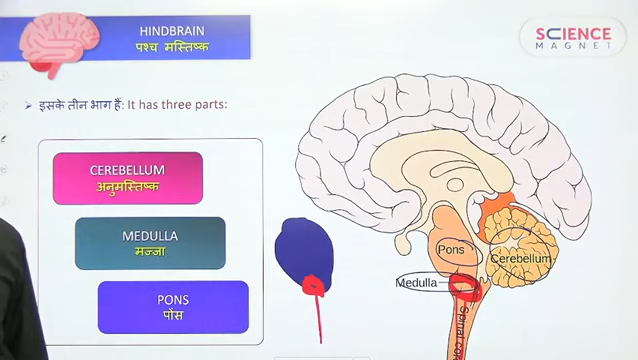 HINDBRAIN
पश्च मस्तिष्क
SCIENCE
MAGNET
इसके तीन भाग हैं: It has three parts:
CEREBELLUM
अनुमस्तिष्क
MEDULLA
मज्जा
PONS
पोंस
Pons
Cerebellum
Medulla
Spinal